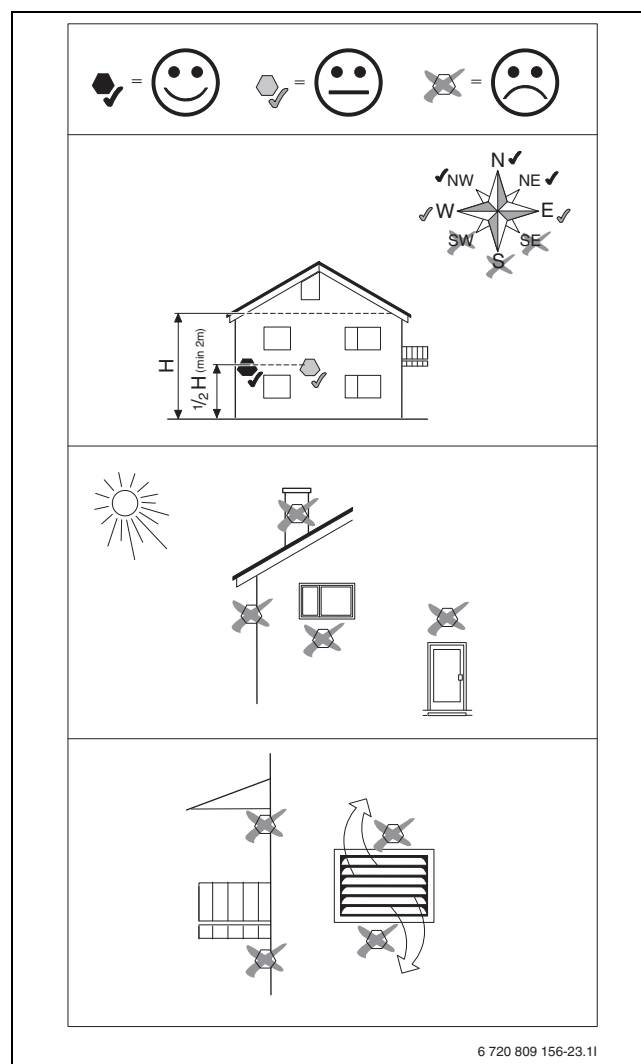 = = =
N
NW NE
W E
SW SE
S
H
1/2 H (min 2m)
6 720 809 156-23.1I